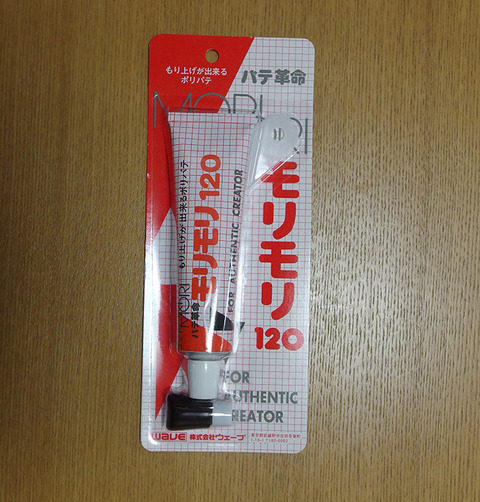 もり上げが出来る
ポリパテ
パテ革命
MORI
モリモリ
120
FOR
AUTHENTIC
CREATOR
もり上げが出来るポリパテ
MORI
パテ革命
モリモリ120
FOR AUTHENTIC CREATOR
wave 株式会社ウェーブ